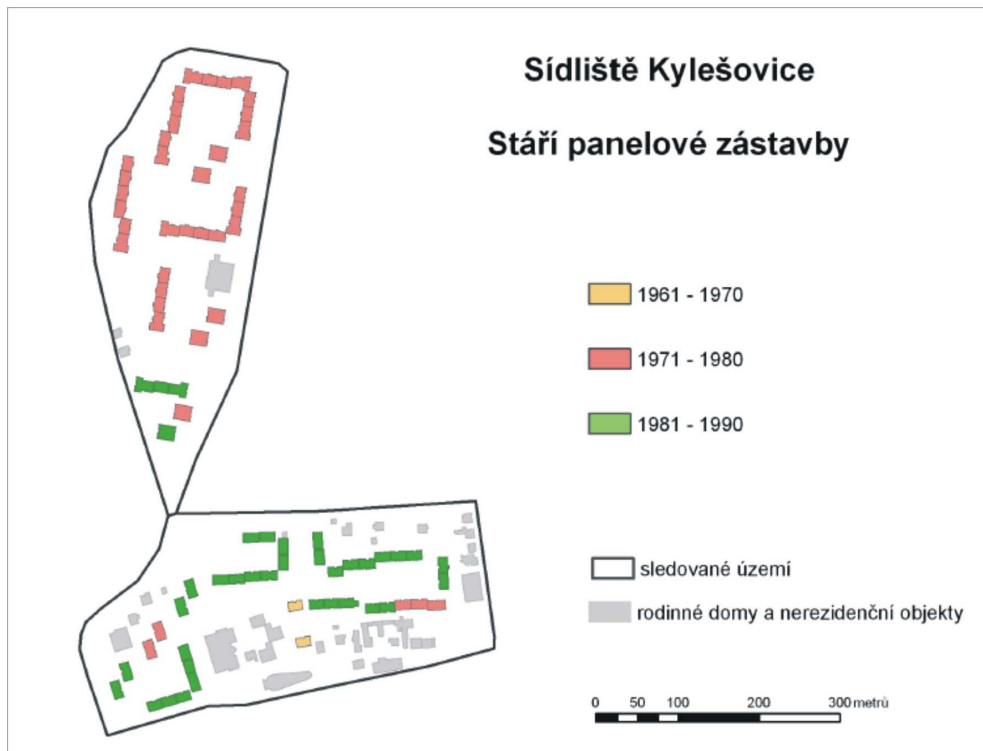 Sídliště Kylešovice
Stáří panelové zástavby
1961 - 1970
1971 - 1980
1981 - 1990
sledované území
rodinné domy a nerezidenční objekty
0 50 100 200 300 metrů